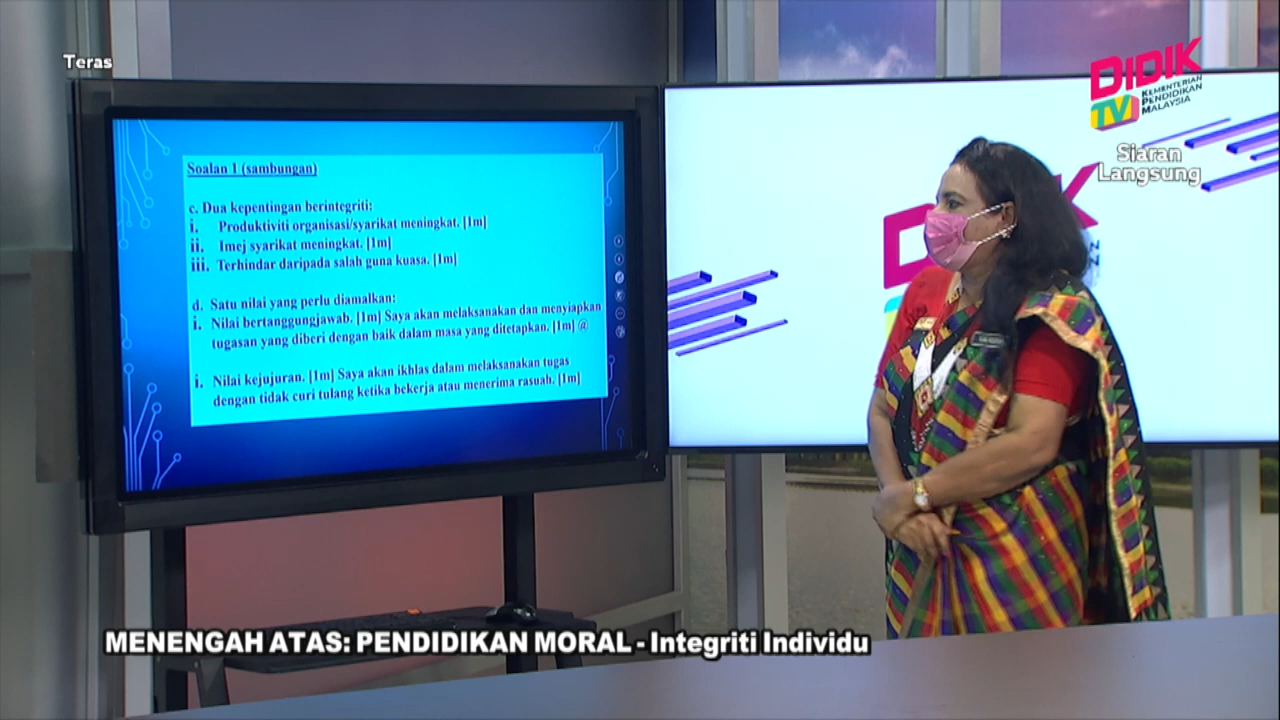 Teras
DIDIK
TV
KEMENTERIAN
PENDIDIKAN
MALAYSIA
Siaran
Langsung
Soalan 1 (sambungan)
c. Dua kepentingan berintegriti:
i. Produktiviti organisasi/syarikat meningkat. [1m]
ii. Imej syarikat meningkat. [1m]
iii. Terhindar daripada salah guna kuasa. [1m]
d. Satu nilai yang perlu diamalkan:
i. Nilai bertanggungjawab. [1m] Saya akan melaksanakan dan menyiapkan
tugasan yang diberi dengan baik dalam masa yang ditetapkan. [1m] @
i. Nilai kejujuran. [1m] Saya akan ikhlas dalam melaksanakan tugas
dengan tidak curi tulang ketika bekerja atau menerima rasuah. [1m]
MENENGAH ATAS: PENDIDIKAN MORAL - Integriti Individu